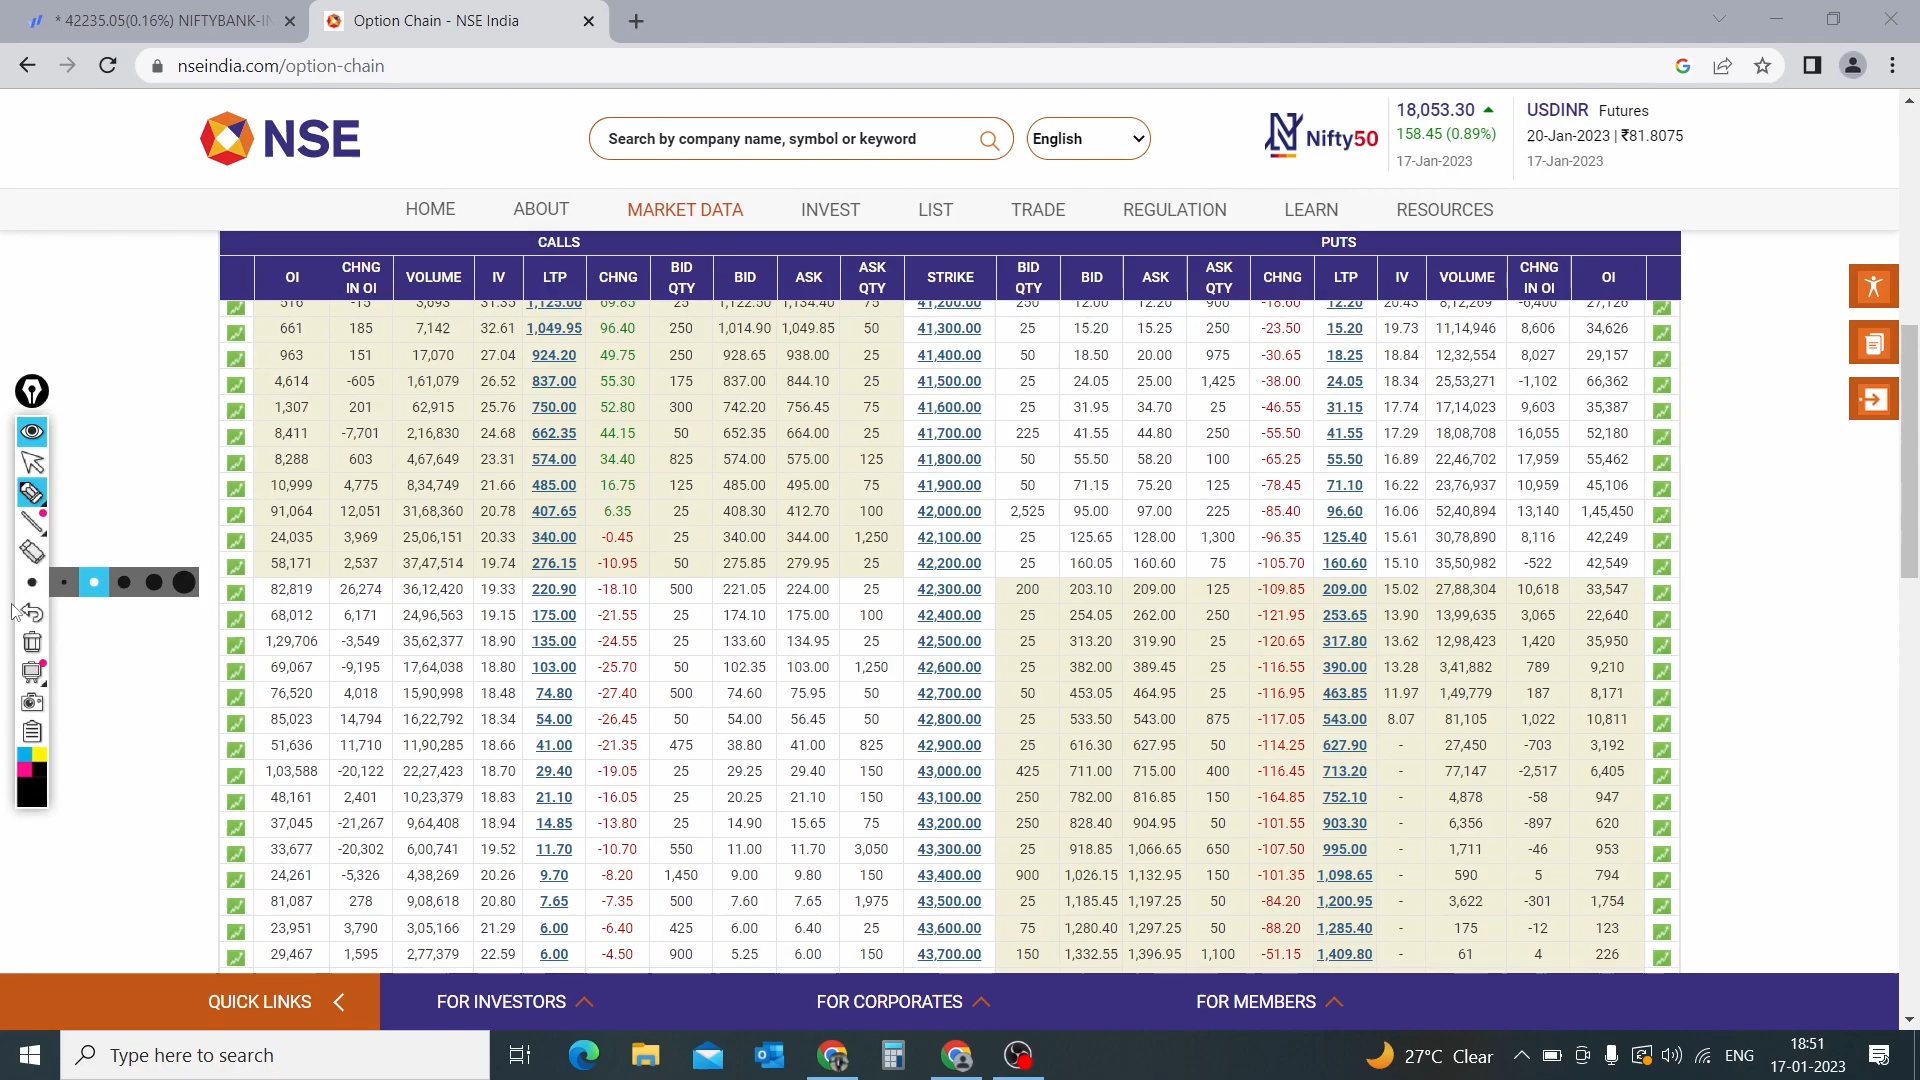 * 42235.05(0.16%) NIFTYBANK-IN
Option Chain - NSE India
nseindia.com/option-chain
NSE
Search by company name, symbol or keyword
English
Nifty50
18,053.30
158.45 (0.89%)
17-Jan-2023
USDINR Futures
20-Jan-2023 | ₹81.8075
17-Jan-2023
HOME ABOUT MARKET DATA INVEST LIST TRADE REGULATION LEARN RESOURCES
CALLS PUTS
OI CHNG IN OI VOLUME IV LTP CHNG BID QTY BID ASK ASK QTY STRIKE BID QTY BID ASK ASK QTY CHNG LTP IV VOLUME CHNG IN OI OI
516 -15 3,693 31.35 1,125.00 69.85 25 1,122.50 1,134.40 75 41,200.00 250 12.00 12.20 900 -18.60 12.20 20.43 8,12,269 -6,400 27,126
661 185 7,142 32.61 1,049.95 96.40 250 1,014.90 1,049.85 50 41,300.00 25 15.20 15.25 250 -23.50 15.20 19.73 11,14,946 8,606 34,626
963 151 17,070 27.04 924.20 49.75 250 928.65 938.00 25 41,400.00 50 18.50 20.00 975 -30.65 18.25 18.84 12,32,554 8,027 29,157
4,614 -605 1,61,079 26.52 837.00 55.30 175 837.00 844.10 25 41,500.00 25 24.05 25.00 1,425 -38.00 24.05 18.34 25,53,271 -1,102 66,362
1,307 201 62,915 25.76 750.00 52.80 300 742.20 756.45 75 41,600.00 25 31.95 34.70 25 -46.55 31.15 17.74 17,14,023 9,603 35,387
8,411 -7,701 2,16,830 24.68 662.35 44.15 50 652.35 664.00 25 41,700.00 225 41.55 44.80 250 -55.50 41.55 17.29 18,08,708 16,055 52,180
8,288 603 4,67,649 23.31 574.00 34.40 825 574.00 575.00 125 41,800.00 50 55.50 58.20 100 -65.25 55.50 16.89 22,46,702 17,959 55,462
10,999 4,775 8,34,749 21.66 485.00 16.75 125 485.00 495.00 75 41,900.00 50 71.15 75.20 125 -78.45 71.10 16.22 23,76,937 10,959 45,106
91,064 12,051 31,68,360 20.78 407.65 6.35 25 408.30 412.70 100 42,000.00 2,525 95.00 97.00 225 -85.40 96.60 16.06 52,40,894 13,140 1,45,450
24,035 3,969 25,06,151 20.33 340.00 -0.45 25 340.00 344.00 1,250 42,100.00 25 125.65 128.00 1,300 -96.35 125.40 15.61 30,78,890 8,116 42,249
58,171 2,537 37,47,514 19.74 276.15 -10.95 50 275.85 279.95 25 42,200.00 25 160.05 160.60 75 -105.70 160.60 15.10 35,50,982 -522 42,549
82,819 26,274 36,12,420 19.33 220.90 -18.10 500 221.05 224.00 25 42,300.00 200 203.10 209.00 125 -109.85 209.00 15.02 27,88,304 10,618 33,547
68,012 6,171 24,96,563 19.15 175.00 -21.55 25 174.10 175.00 100 42,400.00 25 254.05 262.00 250 -121.95 253.65 13.90 13,99,635 3,065 22,640
1,29,706 -3,549 35,62,377 18.90 135.00 -24.55 25 133.60 134.95 25 42,500.00 25 313.20 319.90 25 -120.65 317.80 13.62 12,98,423 1,420 35,950
69,067 -9,195 17,64,038 18.80 103.00 -25.70 50 102.35 103.00 1,250 42,600.00 25 382.00 389.45 25 -116.55 390.00 13.28 3,41,882 789 9,210
76,520 4,018 15,90,998 18.48 74.80 -27.40 500 74.60 75.95 50 42,700.00 50 453.05 464.95 25 -116.95 463.85 11.97 1,49,779 187 8,171
85,023 14,794 16,22,792 18.34 54.00 -26.45 50 54.00 56.45 50 42,800.00 25 533.50 543.00 875 -117.05 543.00 8.07 81,105 1,022 10,811
51,636 11,710 11,90,285 18.66 41.00 -21.35 475 38.80 41.00 825 42,900.00 25 616.30 627.95 50 -114.25 627.90 - 27,450 -703 3,192
1,03,588 -20,122 22,27,423 18.70 29.40 -19.05 25 29.25 29.40 150 43,000.00 425 711.00 715.00 400 -116.45 713.20 - 77,147 -2,517 6,405
48,161 2,401 10,23,379 18.83 21.10 -16.05 25 20.25 21.10 150 43,100.00 250 782.00 816.85 150 -164.85 752.10 - 4,878 -58 947
37,045 -21,267 9,64,408 18.94 14.85 -13.80 25 14.90 15.65 75 43,200.00 250 828.40 904.95 50 -101.55 903.30 - 6,356 -897 620
33,677 -20,302 6,00,741 19.52 11.70 -10.70 550 11.00 11.70 3,050 43,300.00 25 918.85 1,066.65 650 -107.50 995.00 - 1,711 -46 953
24,261 -5,326 4,38,269 20.26 9.70 -8.20 1,450 9.00 9.80 150 43,400.00 900 1,026.15 1,132.95 150 -101.35 1,098.65 - 590 5 794
81,087 278 9,08,618 20.80 7.65 -7.35 500 7.60 7.65 1,975 43,500.00 25 1,185.45 1,197.25 50 -84.20 1,200.95 - 3,622 -301 1,754
23,951 3,790 3,05,166 21.29 6.00 -6.40 425 6.00 6.40 25 43,600.00 75 1,280.40 1,297.25 50 -88.20 1,285.40 - 175 -12 123
29,467 1,595 2,77,379 22.59 6.00 -4.50 900 5.25 6.00 150 43,700.00 150 1,332.55 1,396.95 1,100 -51.15 1,409.80 - 61 4 226
QUICK LINKS FOR INVESTORS FOR CORPORATES FOR MEMBERS
Type here to search
27°C Clear
ENG
18:51
17-01-2023